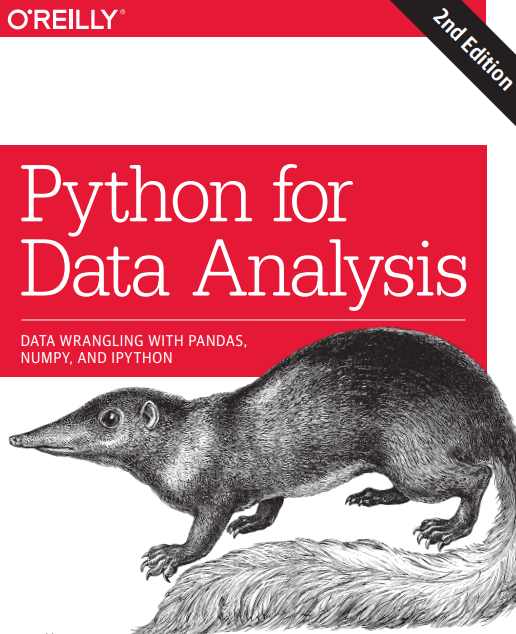 O'REILLY®
2nd Edition
Python for
Data Analysis
DATA WRANGLING WITH PANDAS,
NUMPY, AND IPYTHON